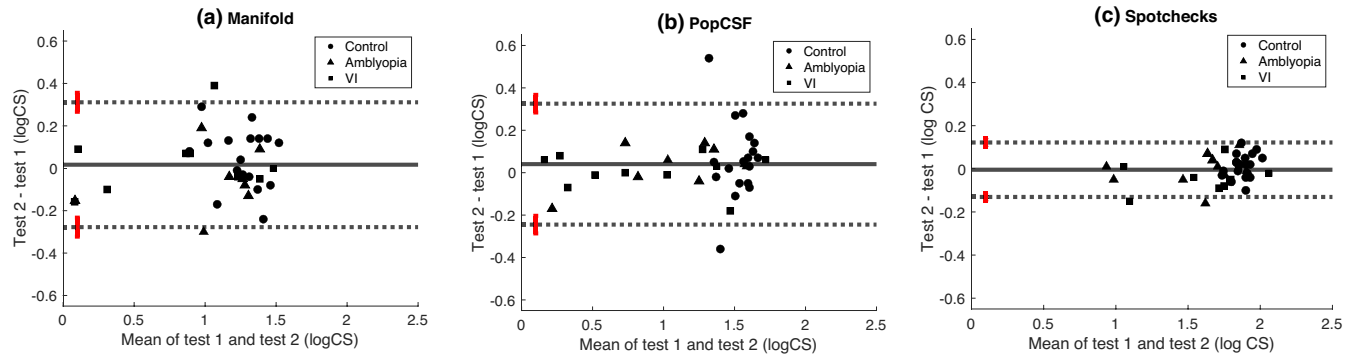 (a) Manifold
0.6
0.4
0.2
0
-0.2
-0.4
-0.6
Test 2 - test 1 (logCS)
Control
Amblyopia
VI
0 0.5 1 1.5 2 2.5
Mean of test 1 and test 2 (logCS)
(b) PopCSF
0.6
0.4
0.2
0
-0.2
-0.4
-0.6
Test 2 - test 1 (logCS)
Control
Amblyopia
VI
0 0.5 1 1.5 2 2.5
Mean of test 1 and test 2 (logCS)
(c) Spotchecks
0.6
0.4
0.2
0
-0.2
-0.4
-0.6
Test 2 - test 1 (log CS)
Control
Amblyopia
VI
0 0.5 1 1.5 2 2.5
Mean of test 1 and test 2 (logCS)